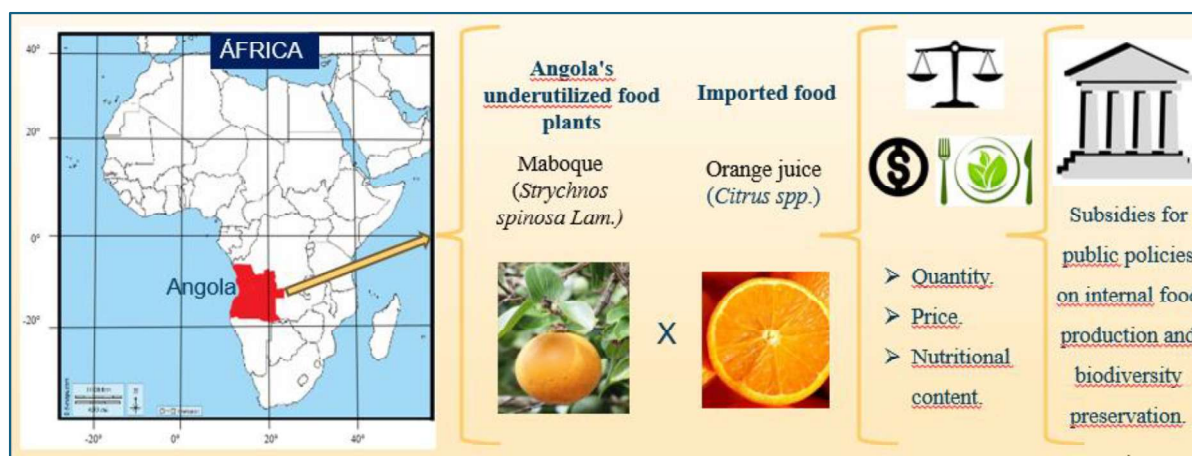 ÁFRICA
40°
20°
0°
-20°
Angola
-20°
0°
20°
40°
Angola's
underutilized food
plants
Maboque
(Strychnos
spinosa Lam.)
X
Imported food
Orange juice
(Citrus spp.)
$
➢ Quantity.
➢ Price.
➢ Nutritional
content.
Subsidies for
public policies
on internal food
production and
biodiversity
preservation.